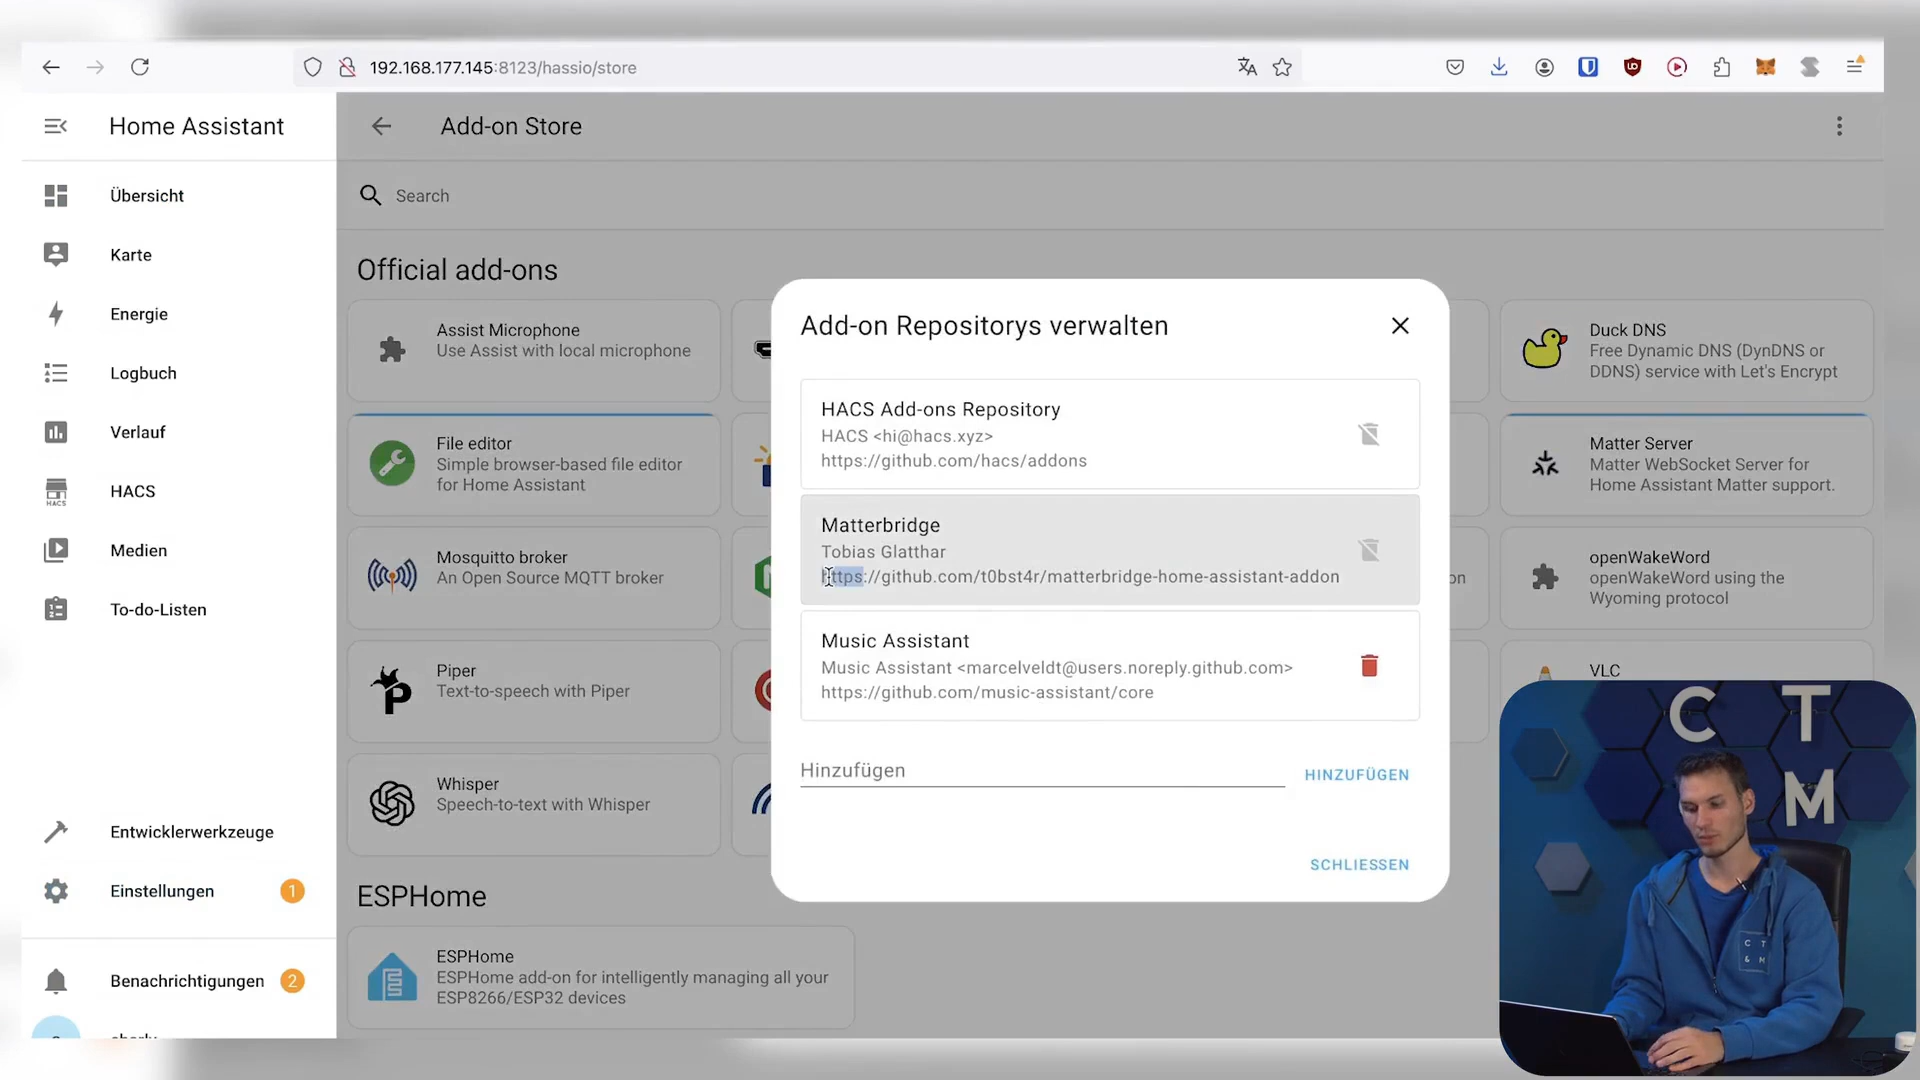 192.168.177.145:8123/hassio/store
Home Assistant
Add-on Store
Übersicht
Karte
Energie
Logbuch
Verlauf
HACS
HACS
Medien
To-do-Listen
Entwicklerwerkzeuge
Einstellungen
1
Benachrichtigungen
2
Search
Official add-ons
Assist Microphone
Use Assist with local microphone
Duck DNS
Free Dynamic DNS (DynDNS or
DDNS) service with Let's Encrypt
File editor
Simple browser-based file editor
for Home Assistant
Matter Server
Matter WebSocket Server for
Home Assistant Matter support.
Mosquitto broker
An Open Source MQTT broker
on
openWakeWord
openWakeWord using the
Wyoming protocol
Piper
Text-to-speech with Piper
VLC
Whisper
Speech-to-text with Whisper
ESPHome
ESPHome
ESPHome add-on for intelligently managing all your
ESP8266/ESP32 devices
Add-on Repositorys verwalten
HACS Add-ons Repository
HACS <hi@hacs.xyz>
https://github.com/hacs/addons
Matterbridge
Tobias Glatthar
https://github.com/t0bst4r/matterbridge-home-assistant-addon
Music Assistant
Music Assistant <marcelveldt@users.noreply.github.com>
https://github.com/music-assistant/core
Hinzufügen
HINZUFÜGEN
SCHLIESSEN
C T
M
C T
& M